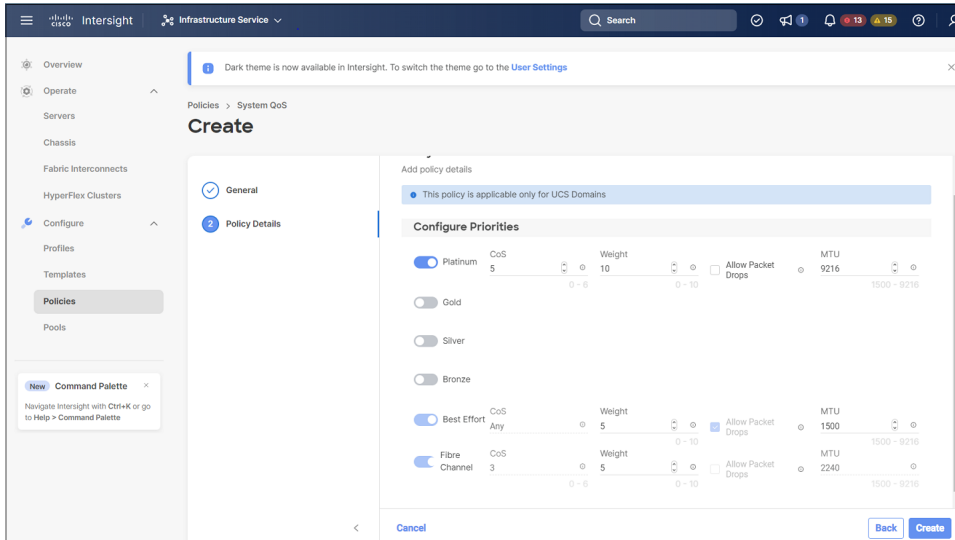 cisco Intersight Infrastructure Service Search 1 13 15
Overview
Operate
Servers
Chassis
Fabric Interconnects
HyperFlex Clusters
Configure
Profiles
Templates
Policies
Pools
New Command Palette ×
Navigate Intersight with Ctrl+K or go
to Help > Command Palette
Dark theme is now available in Intersight. To switch the theme go to the User Settings
Policies > System QoS
Create
General
2 Policy Details
Add policy details
This policy is applicable only for UCS Domains
Configure Priorities
Platinum CoS 5 0 - 6 Weight 10 0 - 10 Allow Packet Drops MTU 9216 1500 - 9216
Gold
Silver
Bronze
Best Effort CoS Any Weight 5 0 - 10 Allow Packet Drops MTU 1500 1500 - 9216
Fibre Channel CoS 3 0 - 6 Weight 5 0 - 10 Allow Packet Drops MTU 2240 1500 - 9216
Cancel Back Create